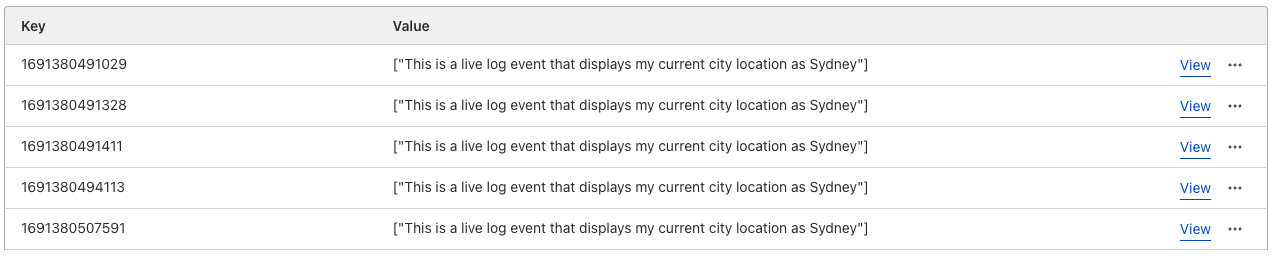 Key Value
1691380491029 ["This is a live log event that displays my current city location as Sydney"] View ···
1691380491328 ["This is a live log event that displays my current city location as Sydney"] View ···
1691380491411 ["This is a live log event that displays my current city location as Sydney"] View ···
1691380494113 ["This is a live log event that displays my current city location as Sydney"] View ···
1691380507591 ["This is a live log event that displays my current city location as Sydney"] View ···